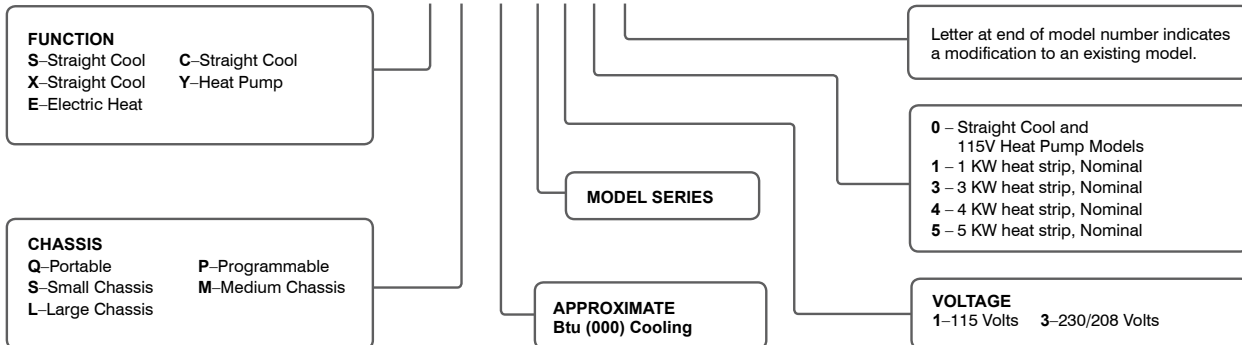 FUNCTION
S–Straight Cool C–Straight Cool
X–Straight Cool Y–Heat Pump
E–Electric Heat
CHASSIS
Q–Portable P–Programmable
S–Small Chassis M–Medium Chassis
L–Large Chassis
MODEL SERIES
APPROXIMATE
Btu (000) Cooling
Letter at end of model number indicates
a modification to an existing model.
0 – Straight Cool and
115V Heat Pump Models
1 – 1 KW heat strip, Nominal
3 – 3 KW heat strip, Nominal
4 – 4 KW heat strip, Nominal
5 – 5 KW heat strip, Nominal
VOLTAGE
1–115 Volts 3–230/208 Volts